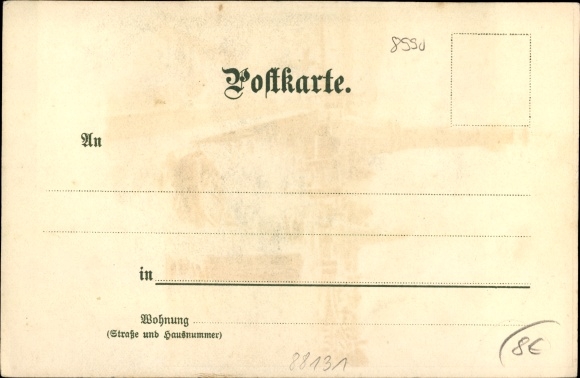 8550
Postkarte.
An
in
Wohnung
(Straße und Hausnummer)
88131
8€